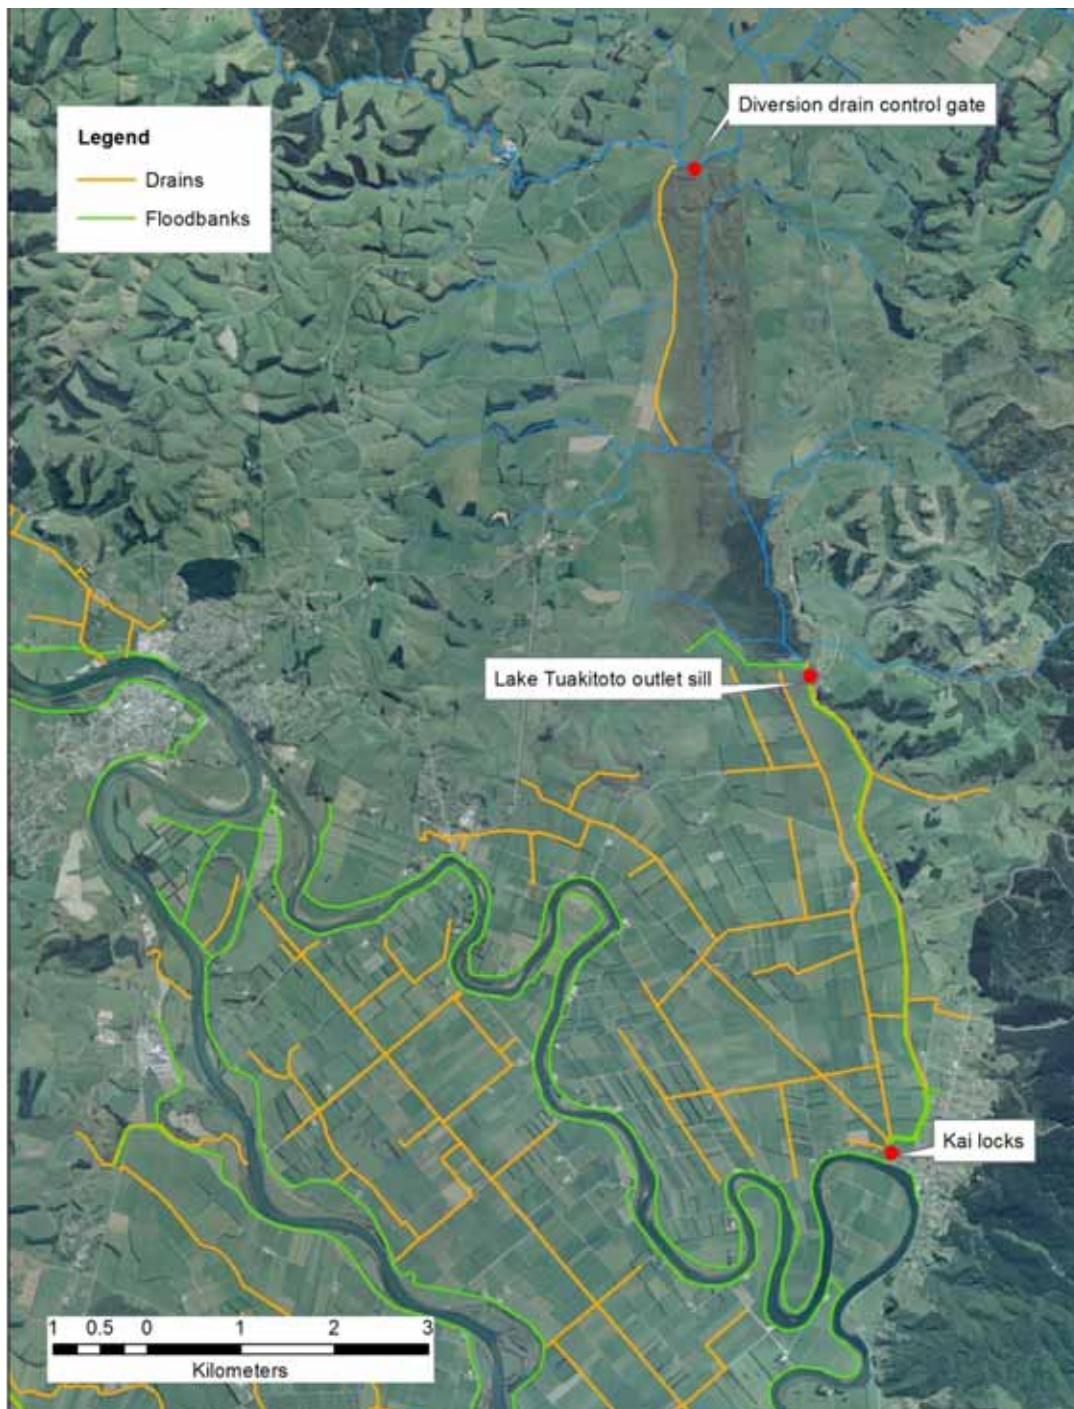 Diversion drain control gate
Legend
Drains
Floodbanks
Lake Tuakitoto outlet sill
Kai locks
1 0.5 0 1 2 3
Kilometers